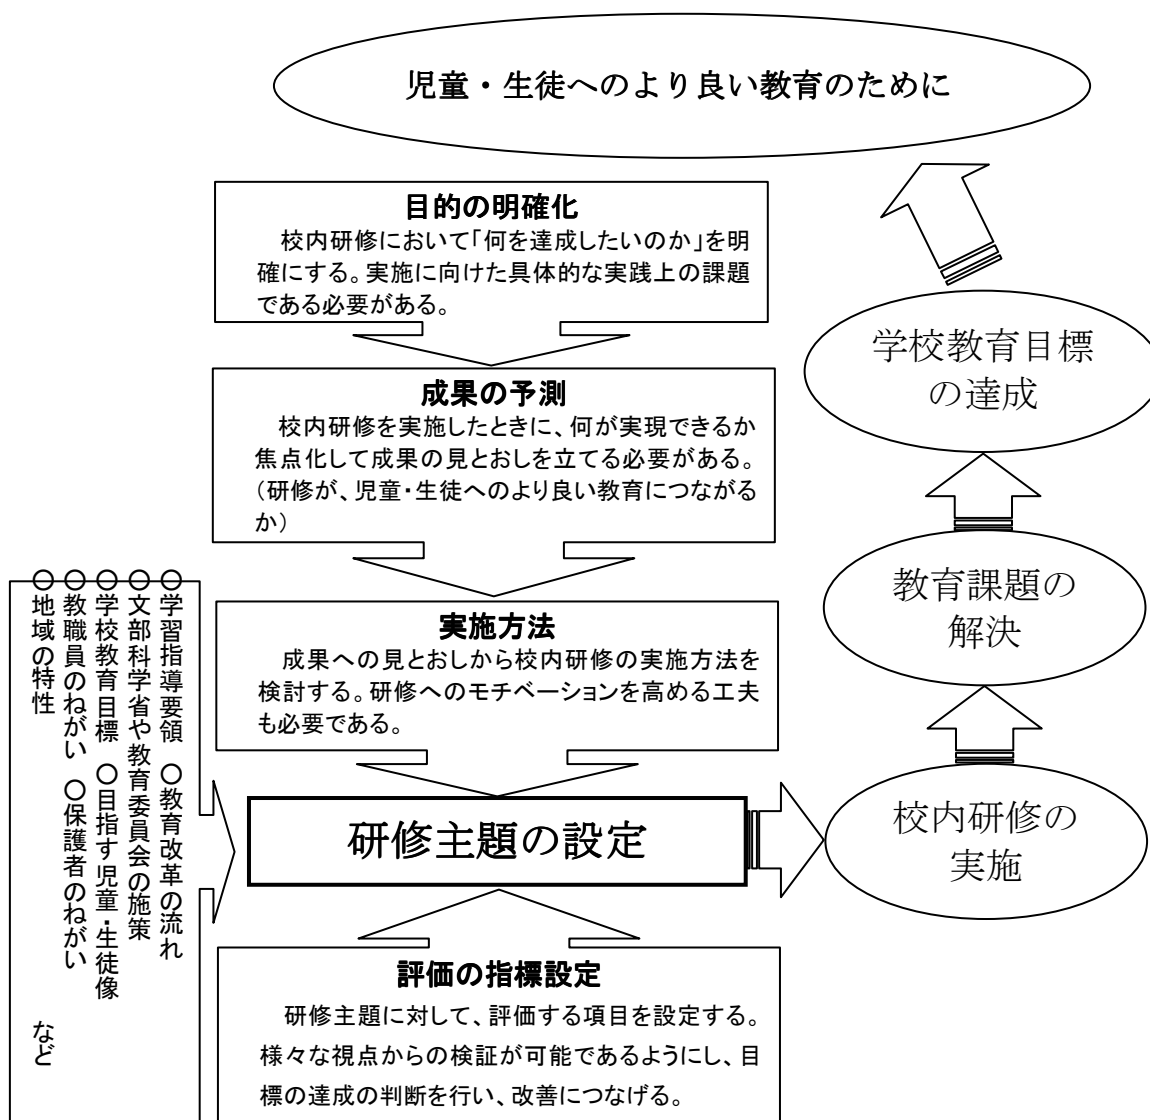 児童・生徒へのより良い教育のために
目的の明確化
校内研修において「何を達成したいのか」を明
確にする。実施に向けた具体的な実践上の課題
である必要がある。
成果の予測
校内研修を実施したときに、何が実現できるか
焦点化して成果の見とおしを立てる必要がある。
(研修が、児童・生徒へのより良い教育につながる
か)
実施方法
成果への見とおしから校内研修の実施方法を
検討する。研修へのモチベーションを高める工夫
も必要である。
○学習指導要領 ○教育改革の流れ
○文部科学省や教育委員会の施策
○学校教育目標 ○目指す児童・生徒像
○教職員のねがい ○保護者のねがい
○地域の特性 など
研修主題の設定
評価の指標設定
研修主題に対して、評価する項目を設定する。
様々な視点からの検証が可能であるようにし、目
標の達成の判断を行い、改善につなげる。
校内研修の
実施
教育課題の
解決
学校教育目標
の達成